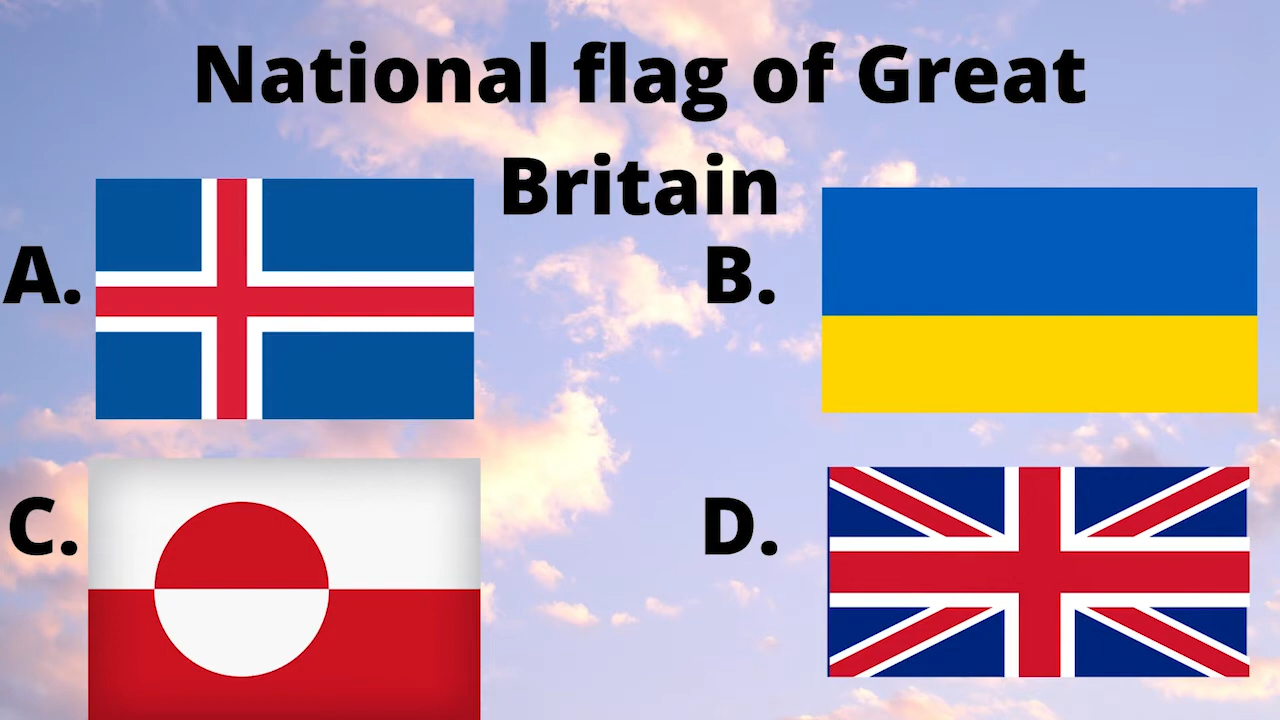 National flag of Great
Britain
A.
B.
C.
D.